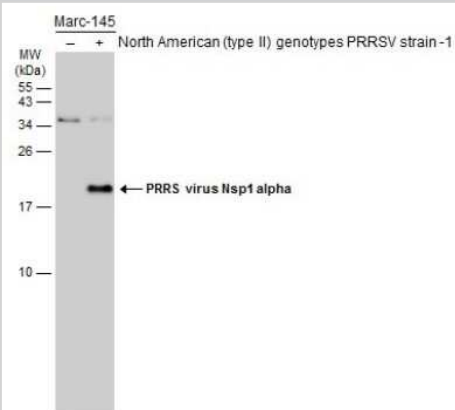 Marc-145
– + North American (type II) genotypes PRRSV strain -1
MW
(kDa)
55
43
34
26
17
10
PRRS virus Nsp1 alpha